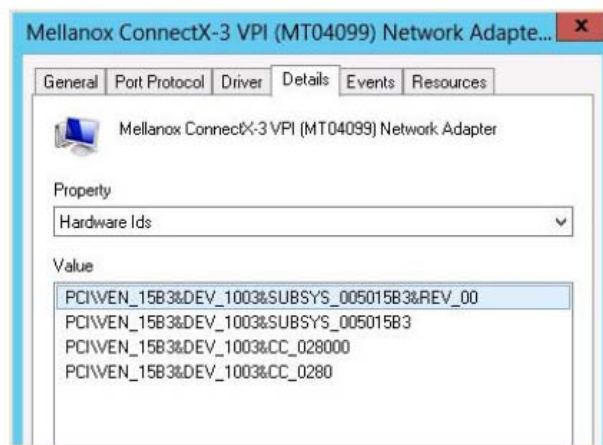 Mellanox ConnectX-3 VPI (MT04099) Network Adapte... x
General Port Protocol Driver Details Events Resources
Mellanox ConnectX-3 VPI (MT04099) Network Adapter
Property
Hardware Ids
Value
PCI\VEN_15B3&DEV_1003&SUBSYS_005015B3&REV_00
PCI\VEN_15B3&DEV_1003&SUBSYS_005015B3
PCI\VEN_15B3&DEV_1003&CC_028000
PCI\VEN_15B3&DEV_1003&CC_0280